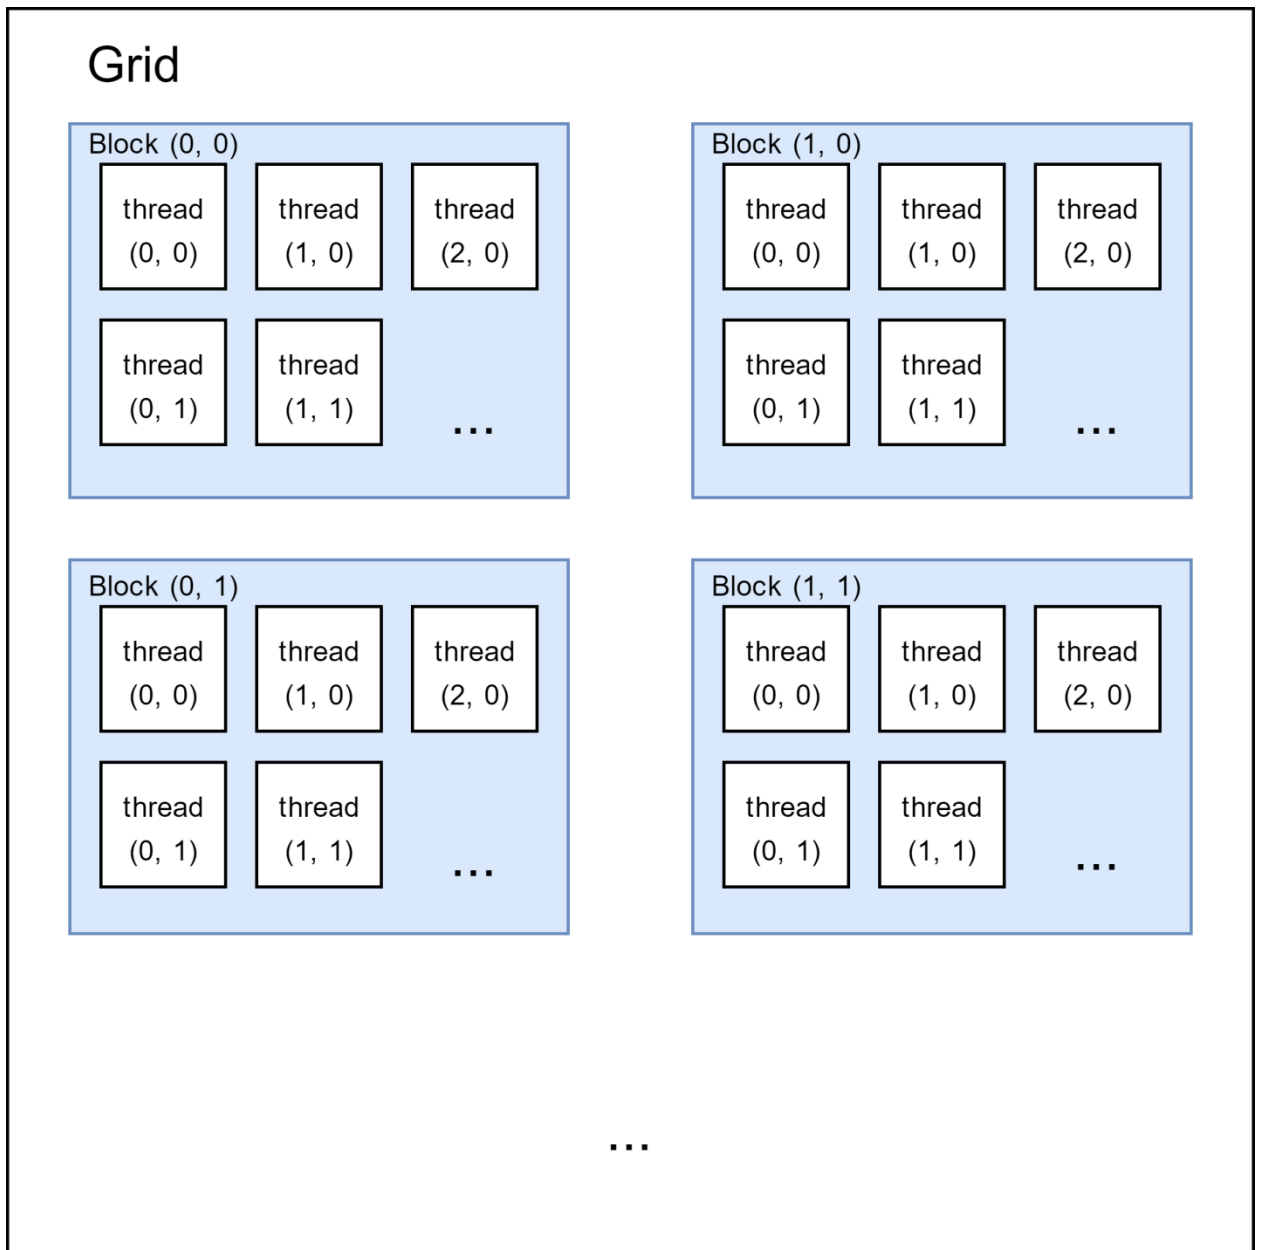 Grid
Block (0, 0)
thread
(0, 0)
thread
(1, 0)
thread
(2, 0)
thread
(0, 1)
thread
(1, 1)
...
Block (1, 0)
thread
(0, 0)
thread
(1, 0)
thread
(2, 0)
thread
(0, 1)
thread
(1, 1)
...
Block (0, 1)
thread
(0, 0)
thread
(1, 0)
thread
(2, 0)
thread
(0, 1)
thread
(1, 1)
...
Block (1, 1)
thread
(0, 0)
thread
(1, 0)
thread
(2, 0)
thread
(0, 1)
thread
(1, 1)
...
...